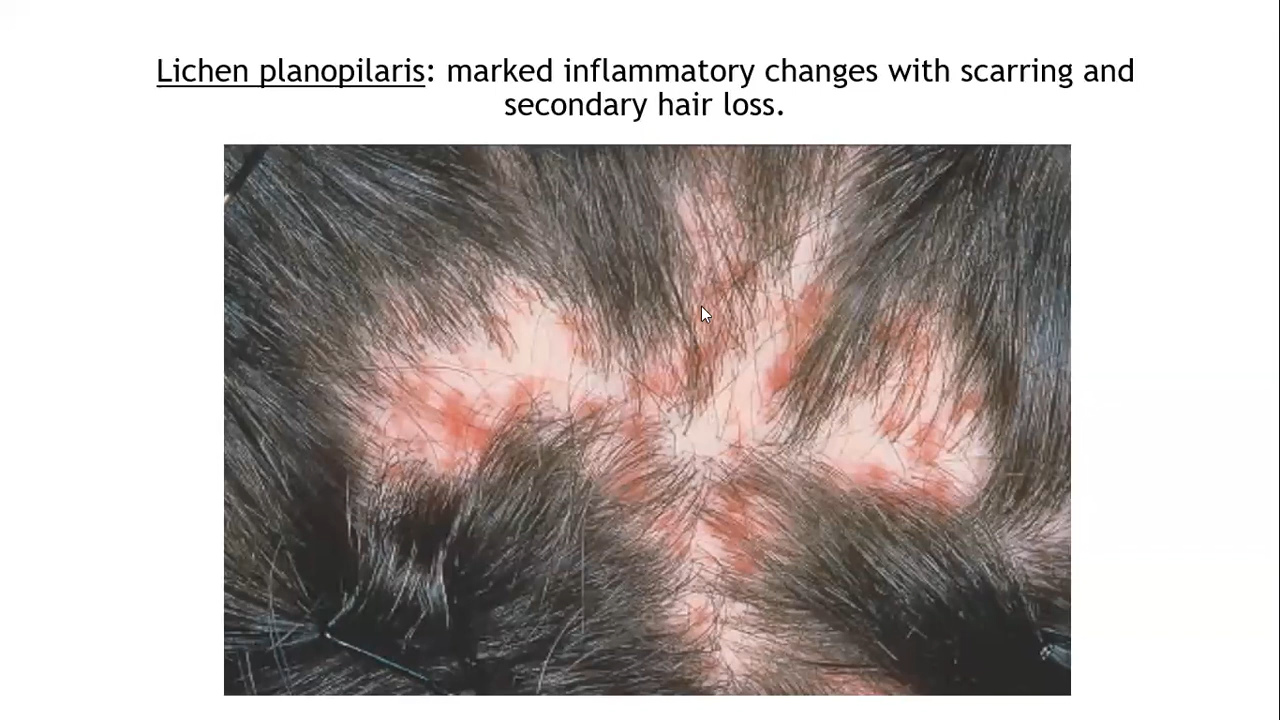 Lichen planopilaris: marked inflammatory changes with scarring and
secondary hair loss.